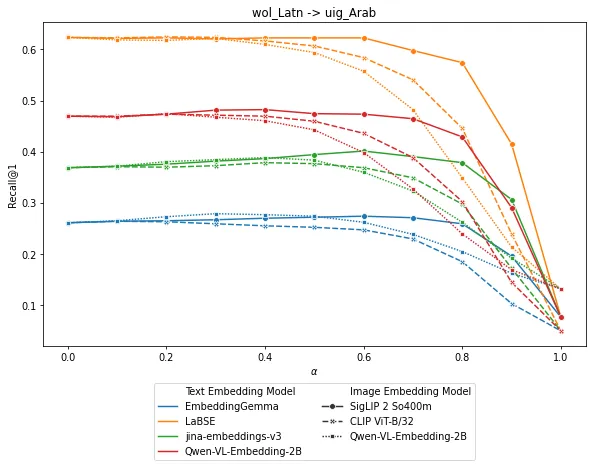 wol_Latn -> uig_Arab
Recall@1
0.6
0.5
0.4
0.3
0.2
0.1
0.0 0.2 0.4 0.6 0.8 1.0
α
Text Embedding Model Image Embedding Model
EmbeddingGemma SigLIP 2 So400m
LaBSE CLIP ViT-B/32
jina-embeddings-v3 Qwen-VL-Embedding-2B
Qwen-VL-Embedding-2B